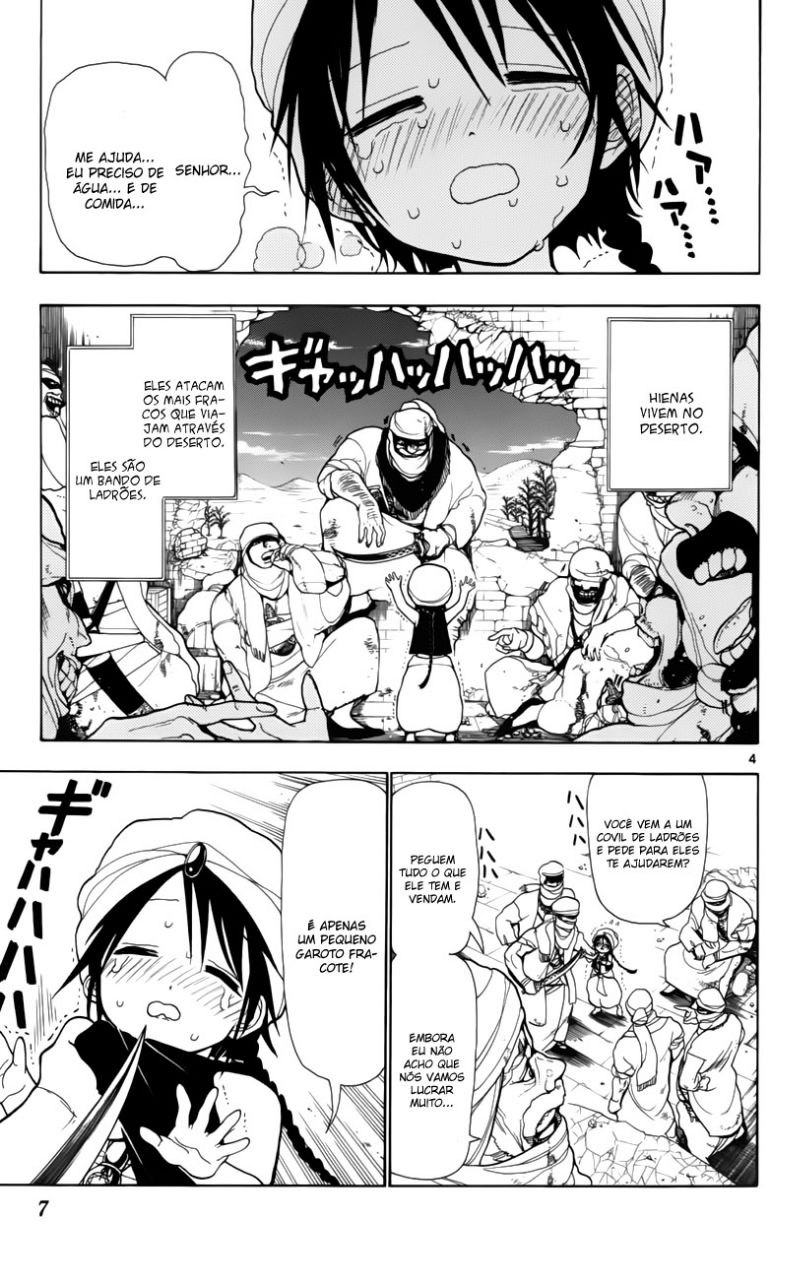 SENHOR...
ME AJUDA...
EU PRECISO DE
ÁGUA... E DE
COMIDA...
ハァ……
ハァ……
HIENAS
VIVEM NO
DESERTO.
ギャッハッハッハッ
ELES ATACAM
OS MAIS FRA-
COS QUE VIA-
JAM ATRAVÉS
DO DESERTO.
ELES SÃO
UM BANDO DE
LADRÕES.
4
VOCÊ VEM A UM
COVIL DE LADRÕES
E PEDE PARA ELES
TE AJUDAREM?
PEGUEM
TUDO O QUE
ELE TEM E
VENDAM.
EMBORA
EU NÃO
ACHO QUE
NÓS VAMOS
LUCRAR
MUITO...
É APENAS
UM PEQUENO
GAROTO FRA-
COTE!
ギャハハハハ
7